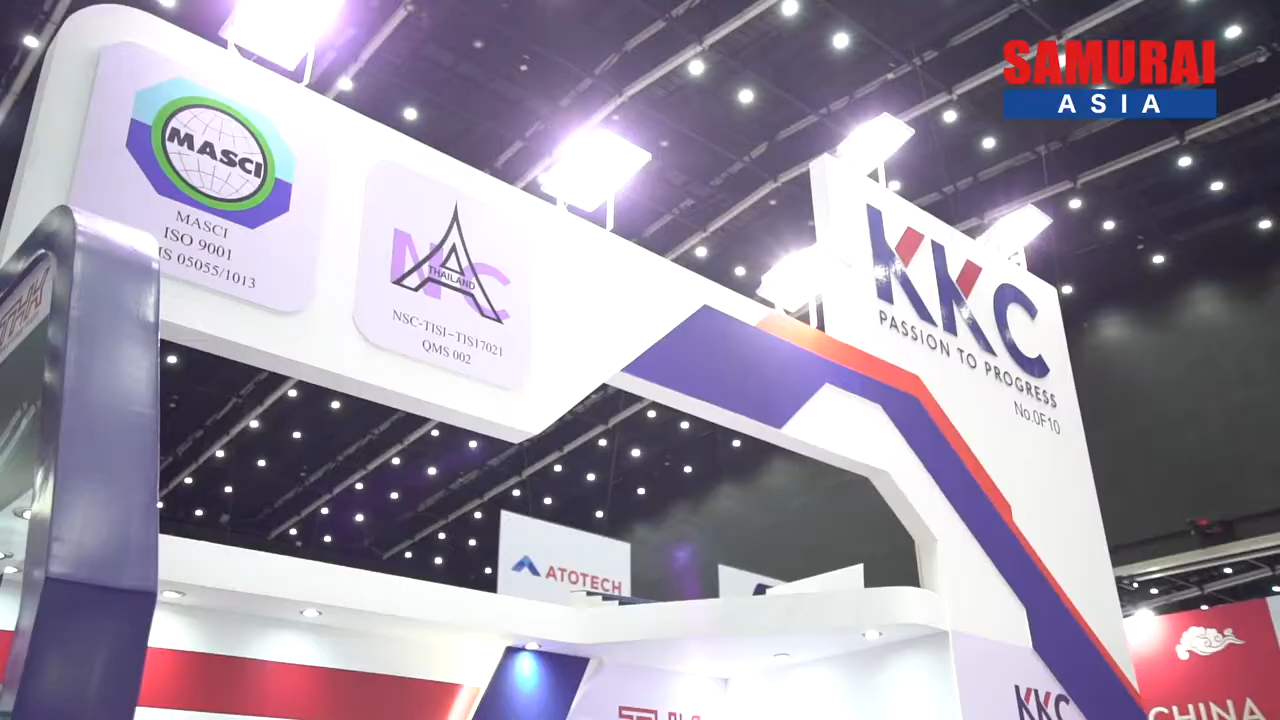 SAMURAI
ASIA
MASCI
MASCI
ISO 9001
MS 05055/1013
NAC
THAILAND
NSC-TISI-TIS17021
QMS 002
KKC
PASSION TO PROGRESS
No.0F10
ATOTECH
KKC
CHINA